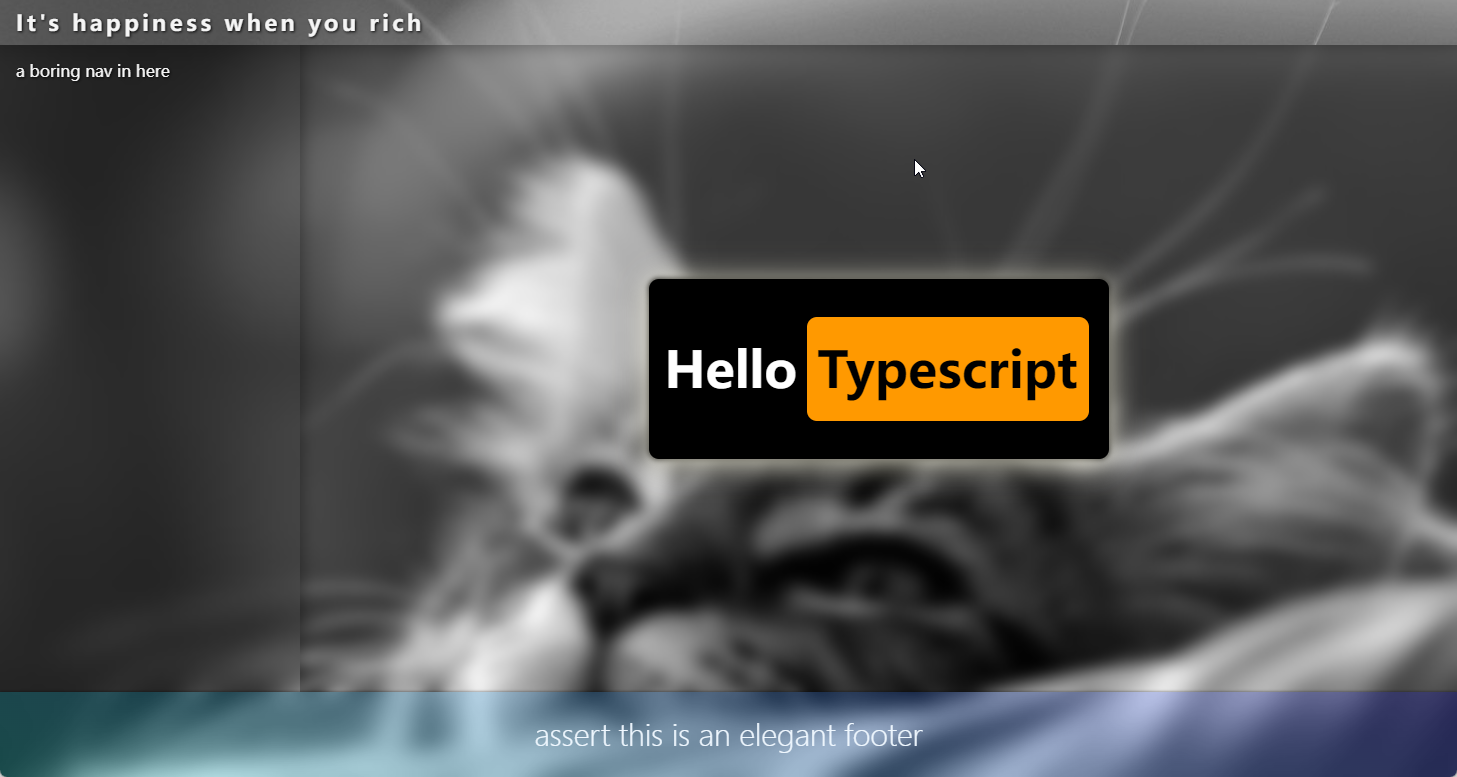 It's happiness when you rich
a boring nav in here
Hello Typescript
assert this is an elegant footer